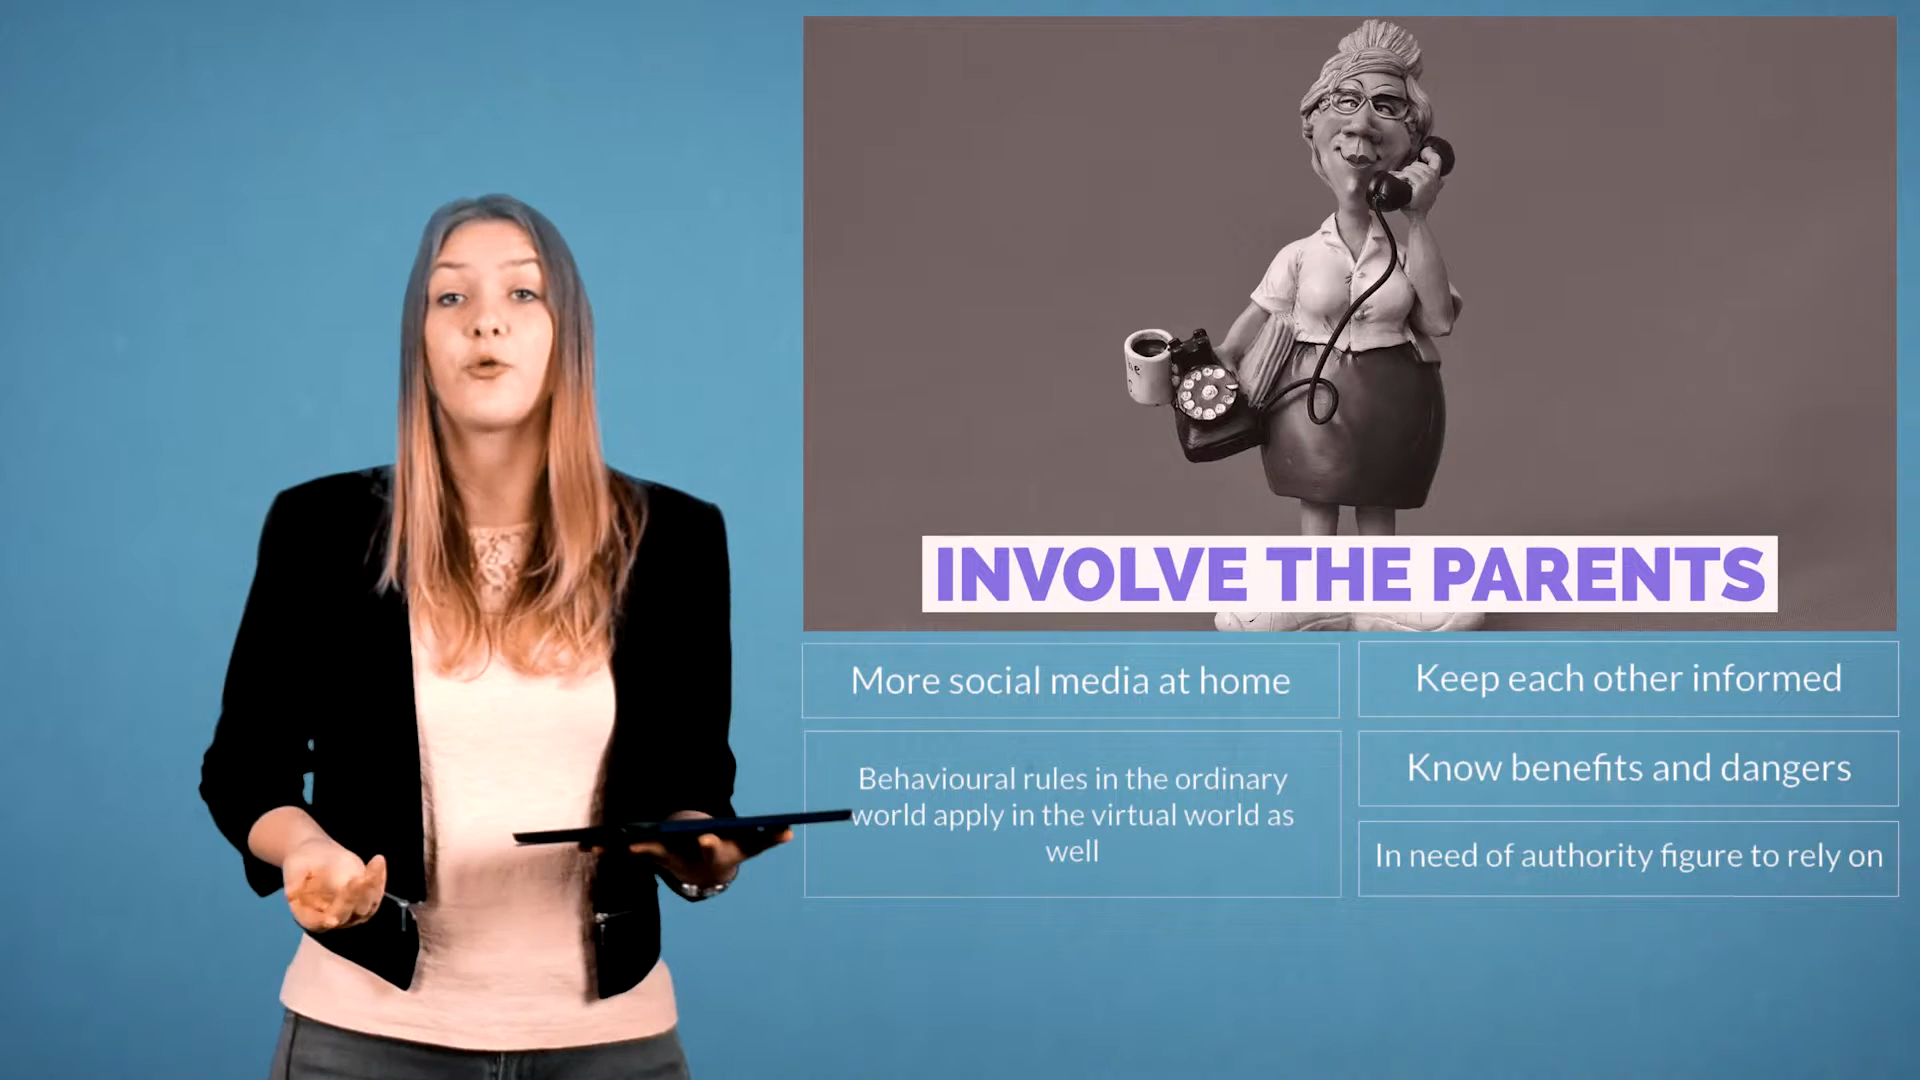 INVOLVE THE PARENTS
More social media at home
Behavioural rules in the ordinary
world apply in the virtual world as
well
Keep each other informed
Know benefits and dangers
In need of authority figure to rely on